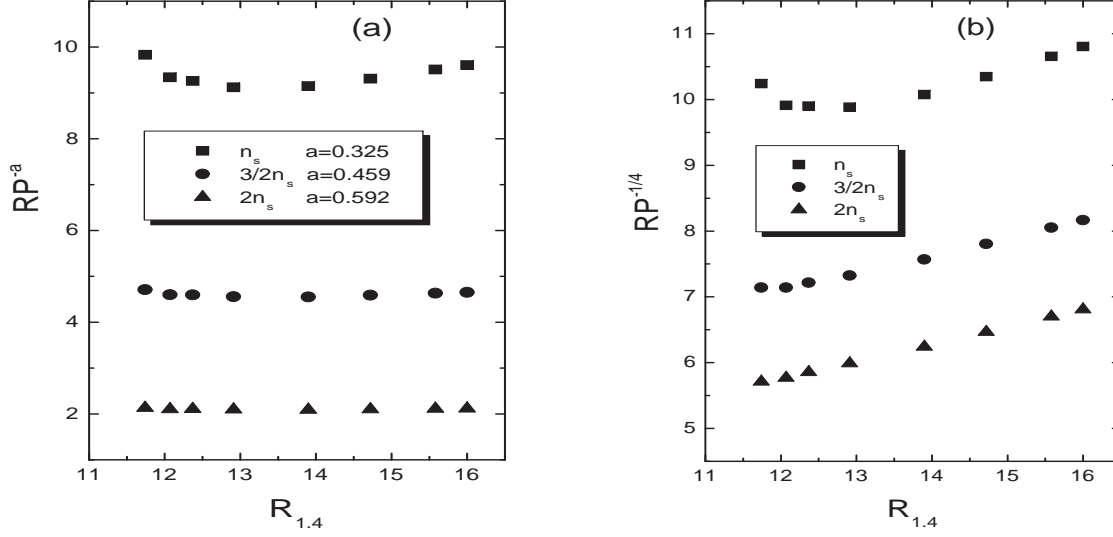 (a)
10
8
6
4
2
11 12 13 14 15 16
RP^-a
R_1.4
n_s a=0.325
3/2n_s a=0.459
2n_s a=0.592
(b)
11
10
9
8
7
6
5
11 12 13 14 15 16
RP^-1/4
R_1.4
n_s
3/2n_s
2n_s